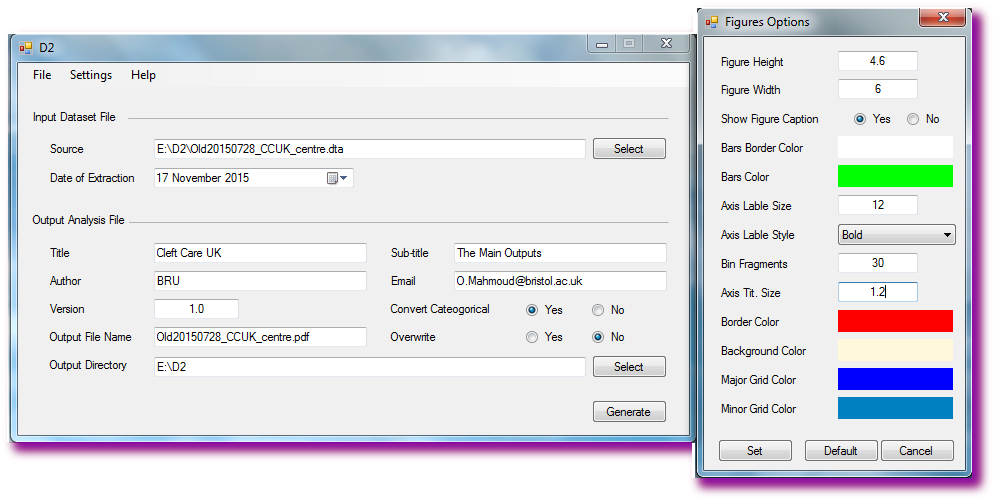 D2
File Settings Help
Input Dataset File
Source E:\D2\Old20150728_CCUK_centre.dta Select
Date of Extraction 17 November 2015
Output Analysis File
Title Cleft Care UK Sub-title The Main Outputs
Author BRU Email O.Mahmoud@bristol.ac.uk
Version 1.0 Convert Cateogorical Yes No
Output File Name Old20150728_CCUK_centre.pdf Overwrite Yes No
Output Directory E:\D2 Select
Generate
Figures Options
Figure Height 4.6
Figure Width 6
Show Figure Caption Yes No
Bars Border Color
Bars Color
Axis Lable Size 12
Axis Lable Style Bold
Bin Fragments 30
Axis Tit. Size 1.2
Border Color
Background Color
Major Grid Color
Minor Grid Color
Set Default Cancel